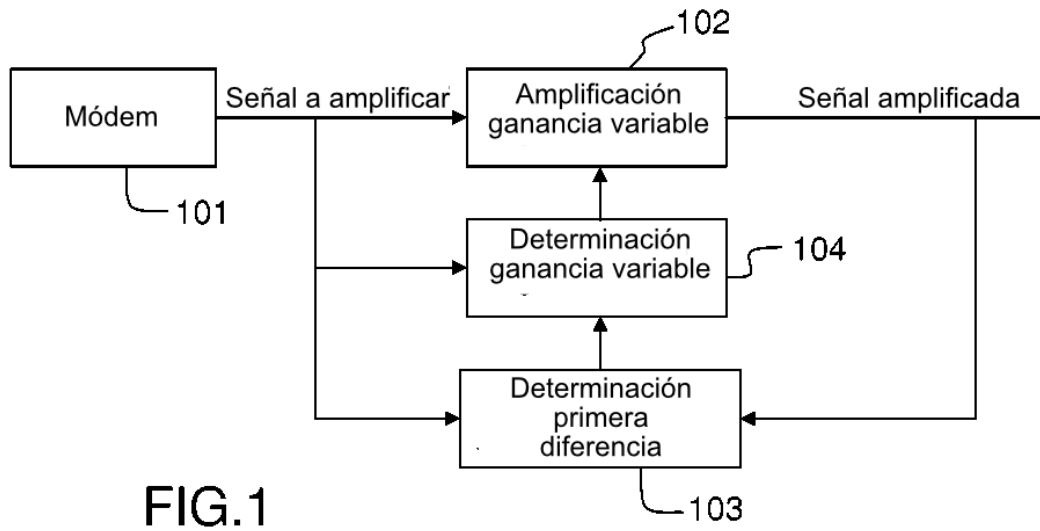 102
Módem
Señal a amplificar
Amplificación
ganancia variable
Señal amplificada
101
Determinación
ganancia variable
104
Determinación
primera
diferencia
103
FIG.1